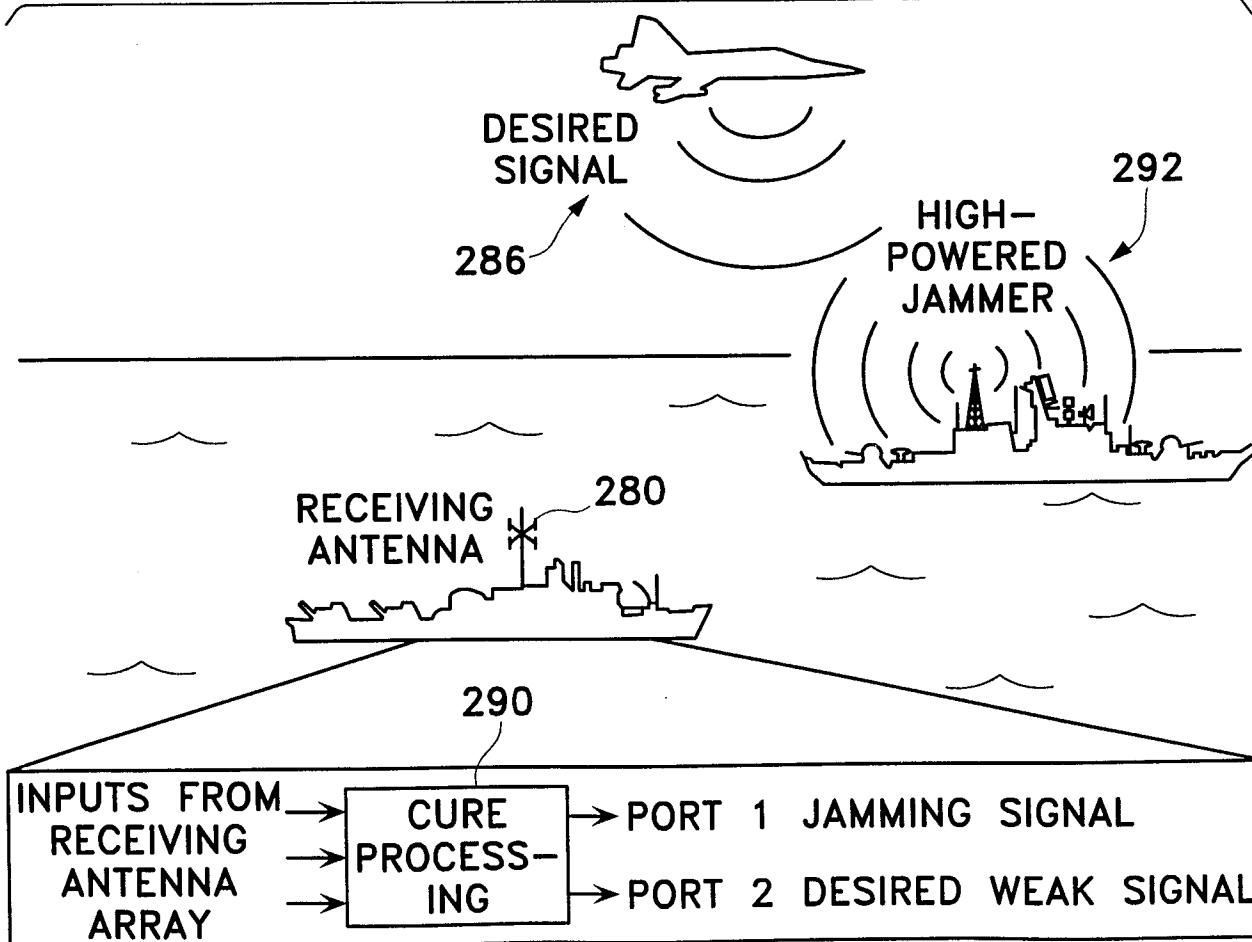 DESIRED
SIGNAL
286
292
HIGH–
POWERED
JAMMER
RECEIVING
ANTENNA
280
290
INPUTS FROM
RECEIVING
ANTENNA
ARRAY
CURE
PROCESS–
ING
PORT 1 JAMMING SIGNAL
PORT 2 DESIRED WEAK SIGNAL